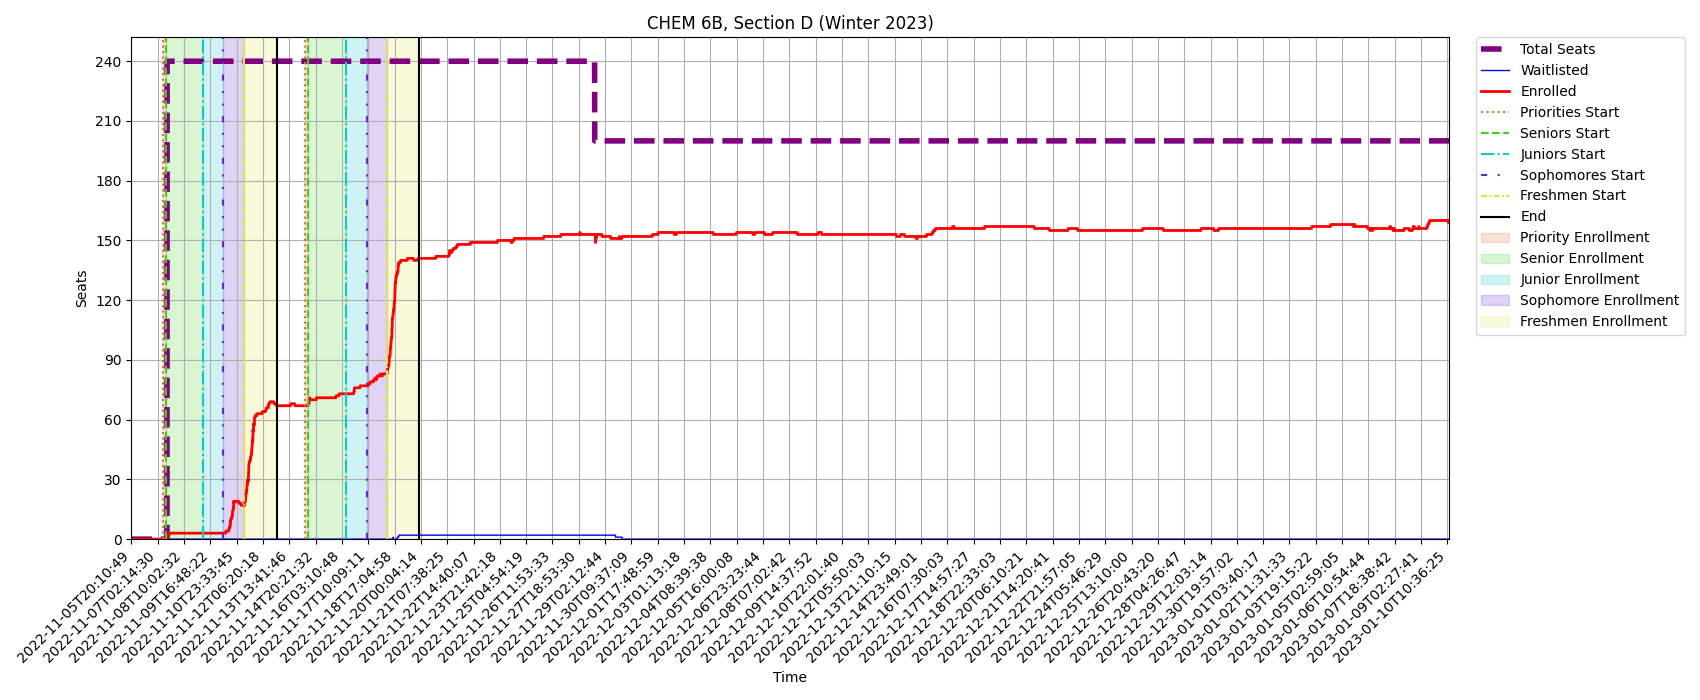 CHEM 6B, Section D (Winter 2023)
Seats
240
210
180
150
120
90
60
30
0
2022-11-05T20:10:49
2022-11-07T02:14:30
2022-11-08T10:02:32
2022-11-09T16:48:22
2022-11-10T23:33:45
2022-11-12T06:20:18
2022-11-13T13:41:46
2022-11-14T20:21:32
2022-11-16T03:10:48
2022-11-17T10:09:11
2022-11-18T17:04:58
2022-11-20T00:04:14
2022-11-21T07:38:25
2022-11-22T14:40:07
2022-11-23T21:42:18
2022-11-25T04:54:19
2022-11-26T11:53:33
2022-11-27T18:53:30
2022-11-29T02:12:44
2022-11-30T09:37:09
2022-12-01T17:48:59
2022-12-03T01:13:18
2022-12-04T08:39:38
2022-12-05T16:00:08
2022-12-06T23:23:44
2022-12-08T07:02:42
2022-12-09T14:37:52
2022-12-10T22:01:40
2022-12-12T05:50:03
2022-12-13T21:10:15
2022-12-14T23:49:01
2022-12-16T07:30:03
2022-12-17T14:57:27
2022-12-18T22:33:03
2022-12-20T06:10:21
2022-12-21T14:20:41
2022-12-22T21:57:05
2022-12-24T05:46:29
2022-12-25T13:10:00
2022-12-26T20:43:20
2022-12-28T04:26:47
2022-12-29T12:03:14
2022-12-30T19:57:02
2023-01-01T03:40:17
2023-01-02T11:31:33
2023-01-03T19:15:22
2023-01-05T02:59:05
2023-01-06T10:54:44
2023-01-07T18:38:42
2023-01-09T02:27:41
2023-01-10T10:36:25
Time
Total Seats
Waitlisted
Enrolled
Priorities Start
Seniors Start
Juniors Start
Sophomores Start
Freshmen Start
End
Priority Enrollment
Senior Enrollment
Junior Enrollment
Sophomore Enrollment
Freshmen Enrollment